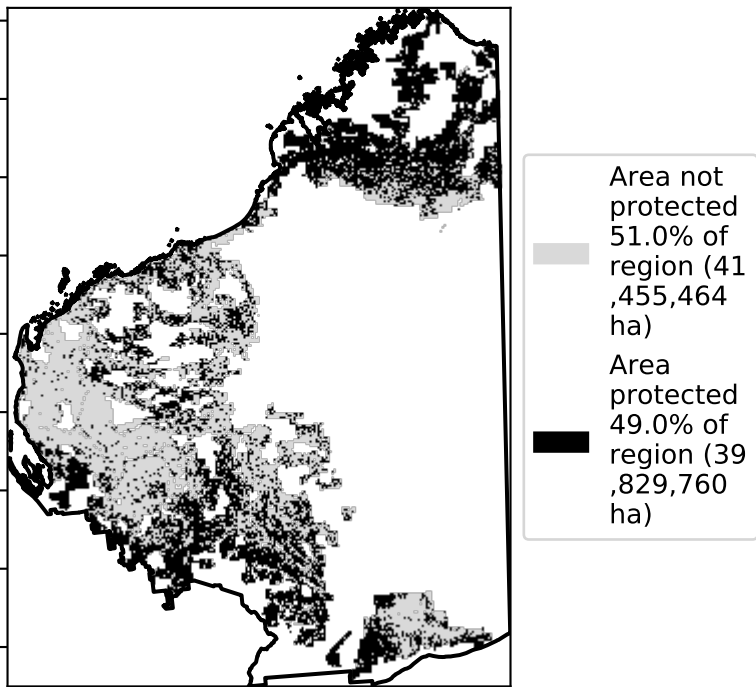 Area not
protected
51.0% of
region (41
,455,464
ha)
Area
protected
49.0% of
region (39
,829,760
ha)